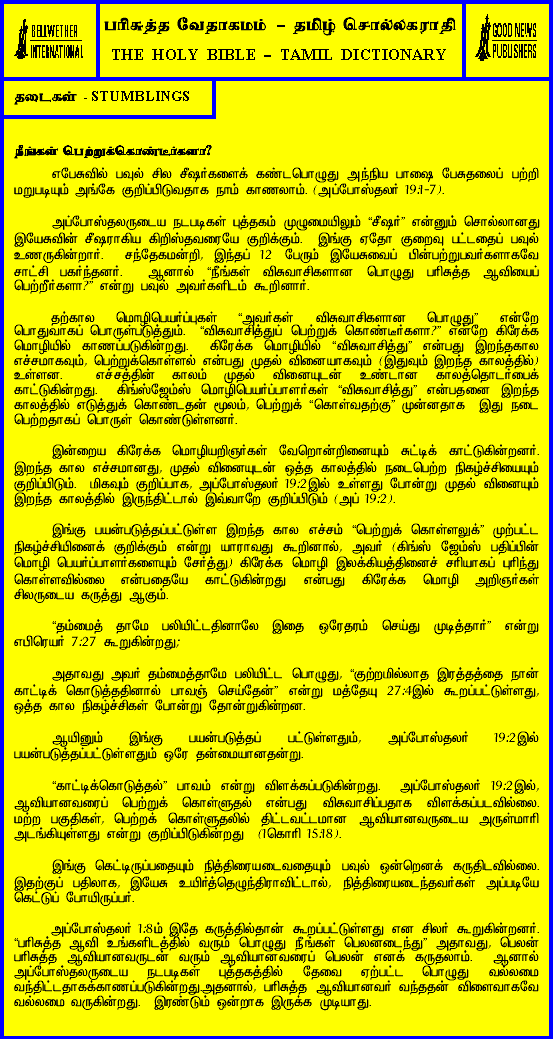 BELLWETHER
INTERNATIONAL
பரிசுத்த வேதாகமம் – தமிழ் சொல்லகராதி
THE HOLY BIBLE – TAMIL DICTIONARY
GOOD NEWS
PUBLISHERS
தடைகள் - STUMBLINGS
நீங்கள் பெற்றுக்கொண்டீர்களா?
எபேசுவில் பவுல் சில சீஷர்களைக் கண்டபொழுது அந்நிய பாஷை பேசுதலைப் பற்றி
மறுபடியும் அங்கே குறிப்பிடுவதாக நாம் காணலாம். (அப்போஸ்தலர் 19:1-7).
அப்போஸ்தலருடைய நடபடிகள் புத்தகம் முழுமையிலும் “சீஷர்” என்னும் சொல்லானது
இயேசுவின் சீஷராகிய கிறிஸ்தவரையே குறிக்கும். இங்கு ஏதோ குறைவு பட்டதைப் பவுல்
உணருகின்றார். சந்தேகமன்றி, இந்தப் 12 பேரும் இயேசுவைப் பின்பற்றுபவர்களாகவே
சாட்சி பகர்ந்தனர். ஆனால் “நீங்கள் விசுவாசிகளான பொழுது பரிசுத்த ஆவியைப்
பெற்றீர்களா?” என்று பவுல் அவர்களிடம் கூறினார்.
தற்கால மொழிபெயர்ப்புகள் “அவர்கள் விசுவாசிகளான பொழுது” என்றே
பொதுவாகப் பொருள்படுத்தும். “விசுவாசித்துப் பெற்றுக் கொண்டீர்களா?” என்றே கிரேக்க
மொழியில் காணப்படுகின்றது. கிரேக்க மொழியில் “விசுவாசித்து” என்பது இறந்தகால
எச்சமாகவும், பெற்றுக்கொள்ளல் என்பது முதல் வினையாகவும் (இதுவும் இறந்த காலத்தில்)
உள்ளன. எச்சத்தின் காலம் முதல் வினையுடன் உண்டான காலத்தொடர்பைக்
காட்டுகின்றது. கிங்ஸ்ஜேம்ஸ் மொழிபெயர்ப்பாளர்கள் “விசுவாசித்து” என்பதனை இறந்த
காலத்தில் எடுத்துக் கொண்டதன் மூலம், பெற்றுக் “கொள்வதற்கு” முன்னதாக இது நடை
பெற்றதாகப் பொருள் கொண்டுள்ளனர்.
இன்றைய கிரேக்க மொழியறிஞர்கள் வேறொன்றினையும் சுட்டிக் காட்டுகின்றனர்.
இறந்த கால எச்சமானது, முதல் வினையுடன் ஒத்த காலத்தில் நடைபெற்ற நிகழ்ச்சியையும்
குறிப்பிடும். மிகவும் குறிப்பாக, அப்போஸ்தலர் 19:2இல் உள்ளது போன்று முதல் வினையும்
இறந்த காலத்தில் இருந்திட்டால் இவ்வாறே குறிப்பிடும் (அப் 19:2).
இங்கு பயன்படுத்தப்பட்டுள்ள இறந்த கால எச்சம் “பெற்றுக் கொள்ளலுக்” முற்பட்ட
நிகழ்ச்சியினைக் குறிக்கும் என்று யாராவது கூறினால், அவர் (கிங்ஸ் ஜேம்ஸ் பதிப்பின்
மொழி பெயர்ப்பாளர்களையும் சேர்த்து) கிரேக்க மொழி இலக்கியத்தினைச் சரியாகப் புரிந்து
கொள்ளவில்லை என்பதையே காட்டுகின்றது என்பது கிரேக்க மொழி அறிஞர்கள்
சிலருடைய கருத்து ஆகும்.
“தம்மைத் தாமே பலியிட்டதினாலே இதை ஒரேதரம் செய்து முடித்தார்” என்று
எபிரெயர் 7:27 கூறுகின்றது;
அதாவது அவர் தம்மைத்தாமே பலியிட்ட பொழுது, “குற்றமில்லாத இரத்தத்தை நான்
காட்டிக் கொடுத்ததினால் பாவஞ் செய்தேன்” என்று மத்தேயு 27:4இல் கூறப்பட்டுள்ளது,
ஒத்த கால நிகழ்ச்சிகள் போன்று தோன்றுகின்றன.
ஆயினும் இங்கு பயன்படுத்தப் பட்டுள்ளதும், அப்போஸ்தலர் 19:2இல்
பயன்படுத்தப்பட்டுள்ளதும் ஒரே தன்மையானதன்று.
“காட்டிக்கொடுத்தல்” பாவம் என்று விளக்கப்படுகின்றது. அப்போஸ்தலர் 19:2இல்,
ஆவியானவரைப் பெற்றுக் கொள்ளுதல் என்பது விசுவாசிப்பதாக விளக்கப்படவில்லை.
மற்ற பகுதிகள், பெற்றக் கொள்ளுதலில் திட்டவட்டமான ஆவியானவருடைய அருள்மாரி
அடங்கியுள்ளது என்று குறிப்பிடுகின்றது (1கொரி 15:18).
இங்கு கெட்டிருப்பதையும் நித்திரையடைவதையும் பவுல் ஒன்றெனக் கருதிடவில்லை.
இதற்குப் பதிலாக, இயேசு உயிர்த்தெழுந்திராவிட்டால், நித்திரையடைந்தவர்கள் அப்படியே
கெட்டுப் போயிருப்பர்.
அப்போஸ்தலர் 1:8ம் இதே கருத்தில்தான் கூறப்பட்டுள்ளது என சிலர் கூறுகின்றனர்.
“பரிசுத்த ஆவி உங்களிடத்தில் வரும் பொழுது நீங்கள் பெலனடைந்து” அதாவது, பெலன்
பரிசுத்த ஆவியானவருடன் வரும் ஆவியானவரைப் பெலன் எனக் கருதலாம். ஆனால்
அப்போஸ்தலருடைய நடபடிகள் புத்தகத்தில் தேவை ஏற்பட்ட பொழுது வல்லமை
வந்திட்டதாகக்காணப்படுகின்றது.அதனால், பரிசுத்த ஆவியானவர் வந்ததன் விளைவாகவே
வல்லமை வருகின்றது. இரண்டும் ஒன்றாக இருக்க முடியாது.